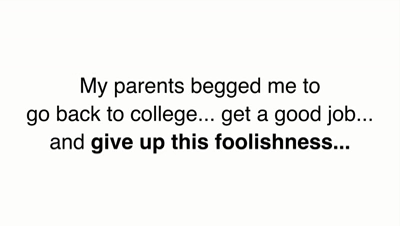 My parents begged me to
go back to college... get a good job...
and give up this foolishness...